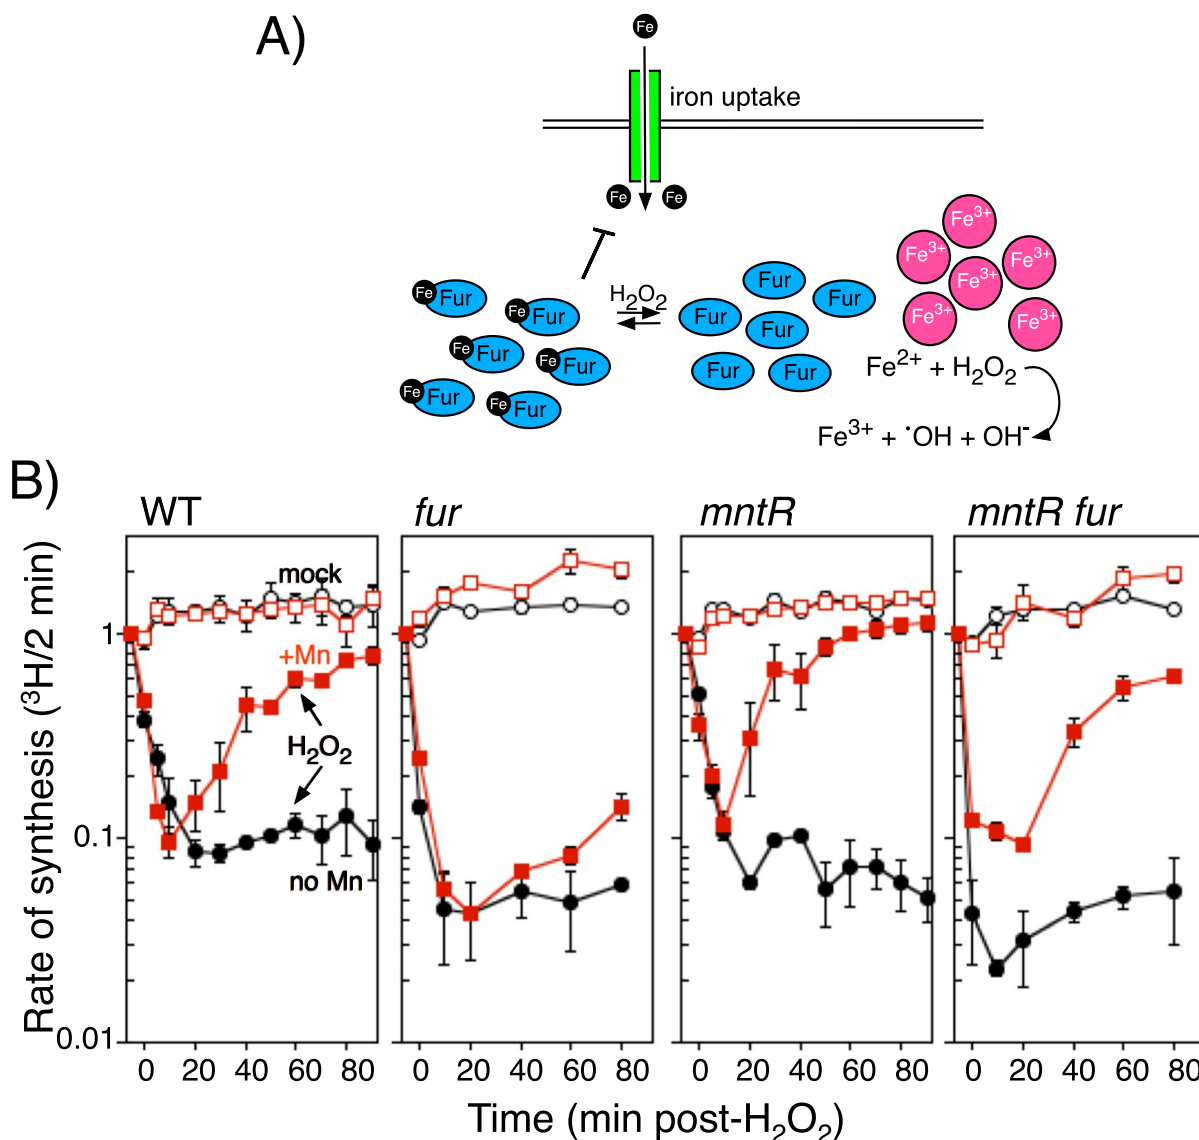 A)
Fe
iron uptake
Fe Fe
Fe Fur
Fe Fur
Fe Fur
Fe Fur
Fe Fur
Fe Fur
H₂O₂
Fur
Fur
Fur
Fur
Fur
Fur
Fe³⁺
Fe³⁺
Fe³⁺
Fe³⁺
Fe³⁺
Fe³⁺
Fe²⁺ + H₂O₂
Fe³⁺ + ·OH + OH⁻
B)
WT fur mntR mntR fur
Rate of synthesis (³H/2 min)
1
0.1
0.01
mock
+Mn
H₂O₂
no Mn
0 20 40 60 80 0 20 40 60 80 0 20 40 60 80 0 20 40 60 80
Time (min post-H₂O₂)